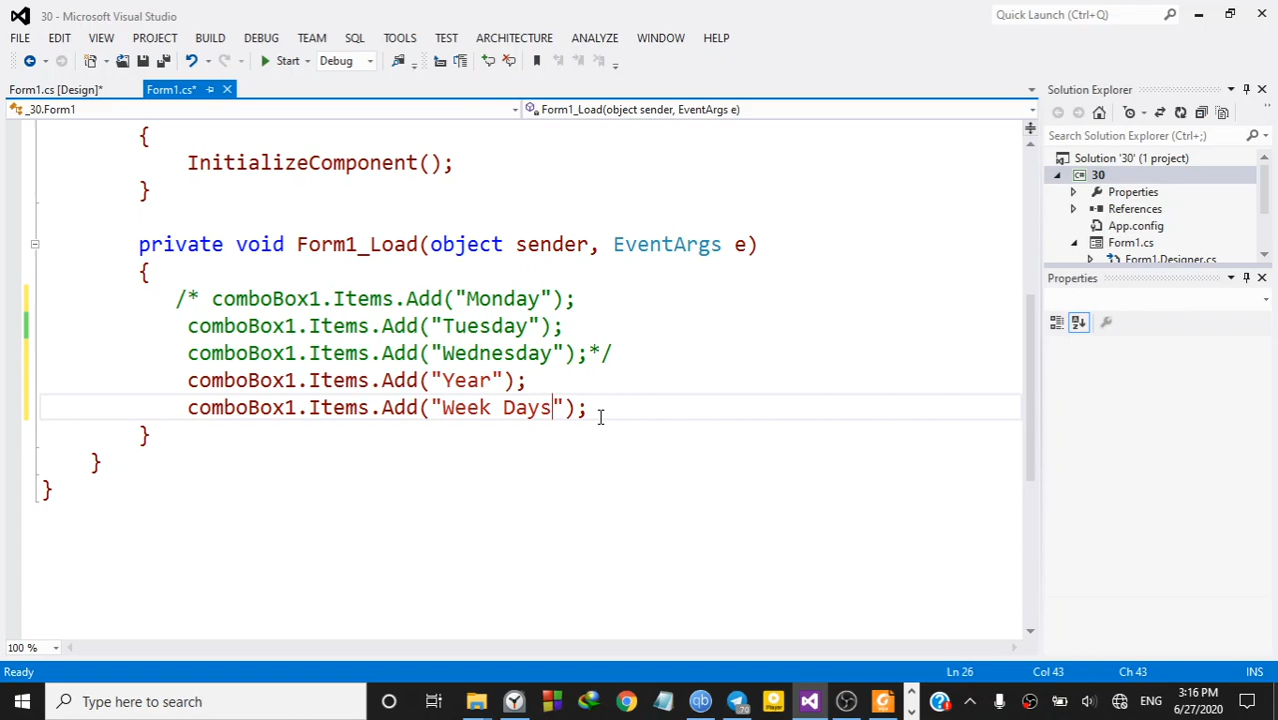 30 - Microsoft Visual Studio
Quick Launch (Ctrl+Q)
FILE EDIT VIEW PROJECT BUILD DEBUG TEAM SQL TOOLS TEST ARCHITECTURE ANALYZE WINDOW HELP
Start Debug
Form1.cs [Design]* Form1.cs*
Solution Explorer
_30.Form1 Form1_Load(object sender, EventArgs e)
Search Solution Explorer (Ctrl+;)
Solution '30' (1 project)
30
Properties
References
App.config
Form1.cs
Form1.Designer.cs
Properties
{
InitializeComponent();
}
private void Form1_Load(object sender, EventArgs e)
{
/* comboBox1.Items.Add("Monday");
comboBox1.Items.Add("Tuesday");
comboBox1.Items.Add("Wednesday");*/
comboBox1.Items.Add("Year");
comboBox1.Items.Add("Week Days");
}
}
}
100 %
Ready Ln 26 Col 43 Ch 43 INS
Type here to search
qb
70
Player
ENG
3:16 PM
6/27/2020